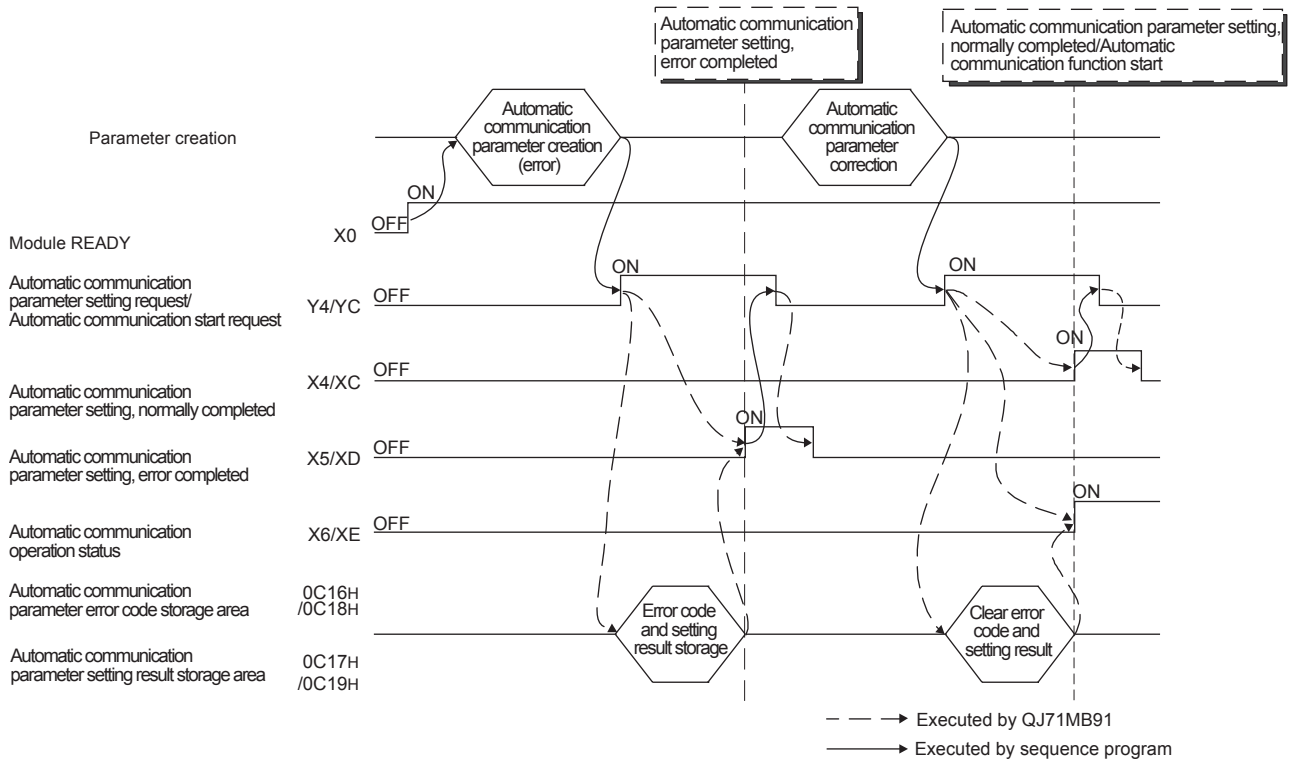 Automatic communication
parameter setting,
error completed
Automatic communication parameter setting,
normally completed/Automatic
communication function start
Parameter creation
Automatic
communication
parameter creation
(error)
Automatic
communication
parameter
correction
Module READY
X0
OFF
ON
Automatic communication
parameter setting request/
Automatic communication start request
Y4/YC
OFF
ON
ON
Automatic communication
parameter setting, normally completed
X4/XC
OFF
ON
Automatic communication
parameter setting, error completed
X5/XD
OFF
ON
Automatic communication
operation status
X6/XE
OFF
ON
Automatic communication
parameter error code storage area
0C16H
/0C18H
Automatic communication
parameter setting result storage area
0C17H
/0C19H
Error code
and setting
result storage
Clear error
code and
setting result
Executed by QJ71MB91
Executed by sequence program